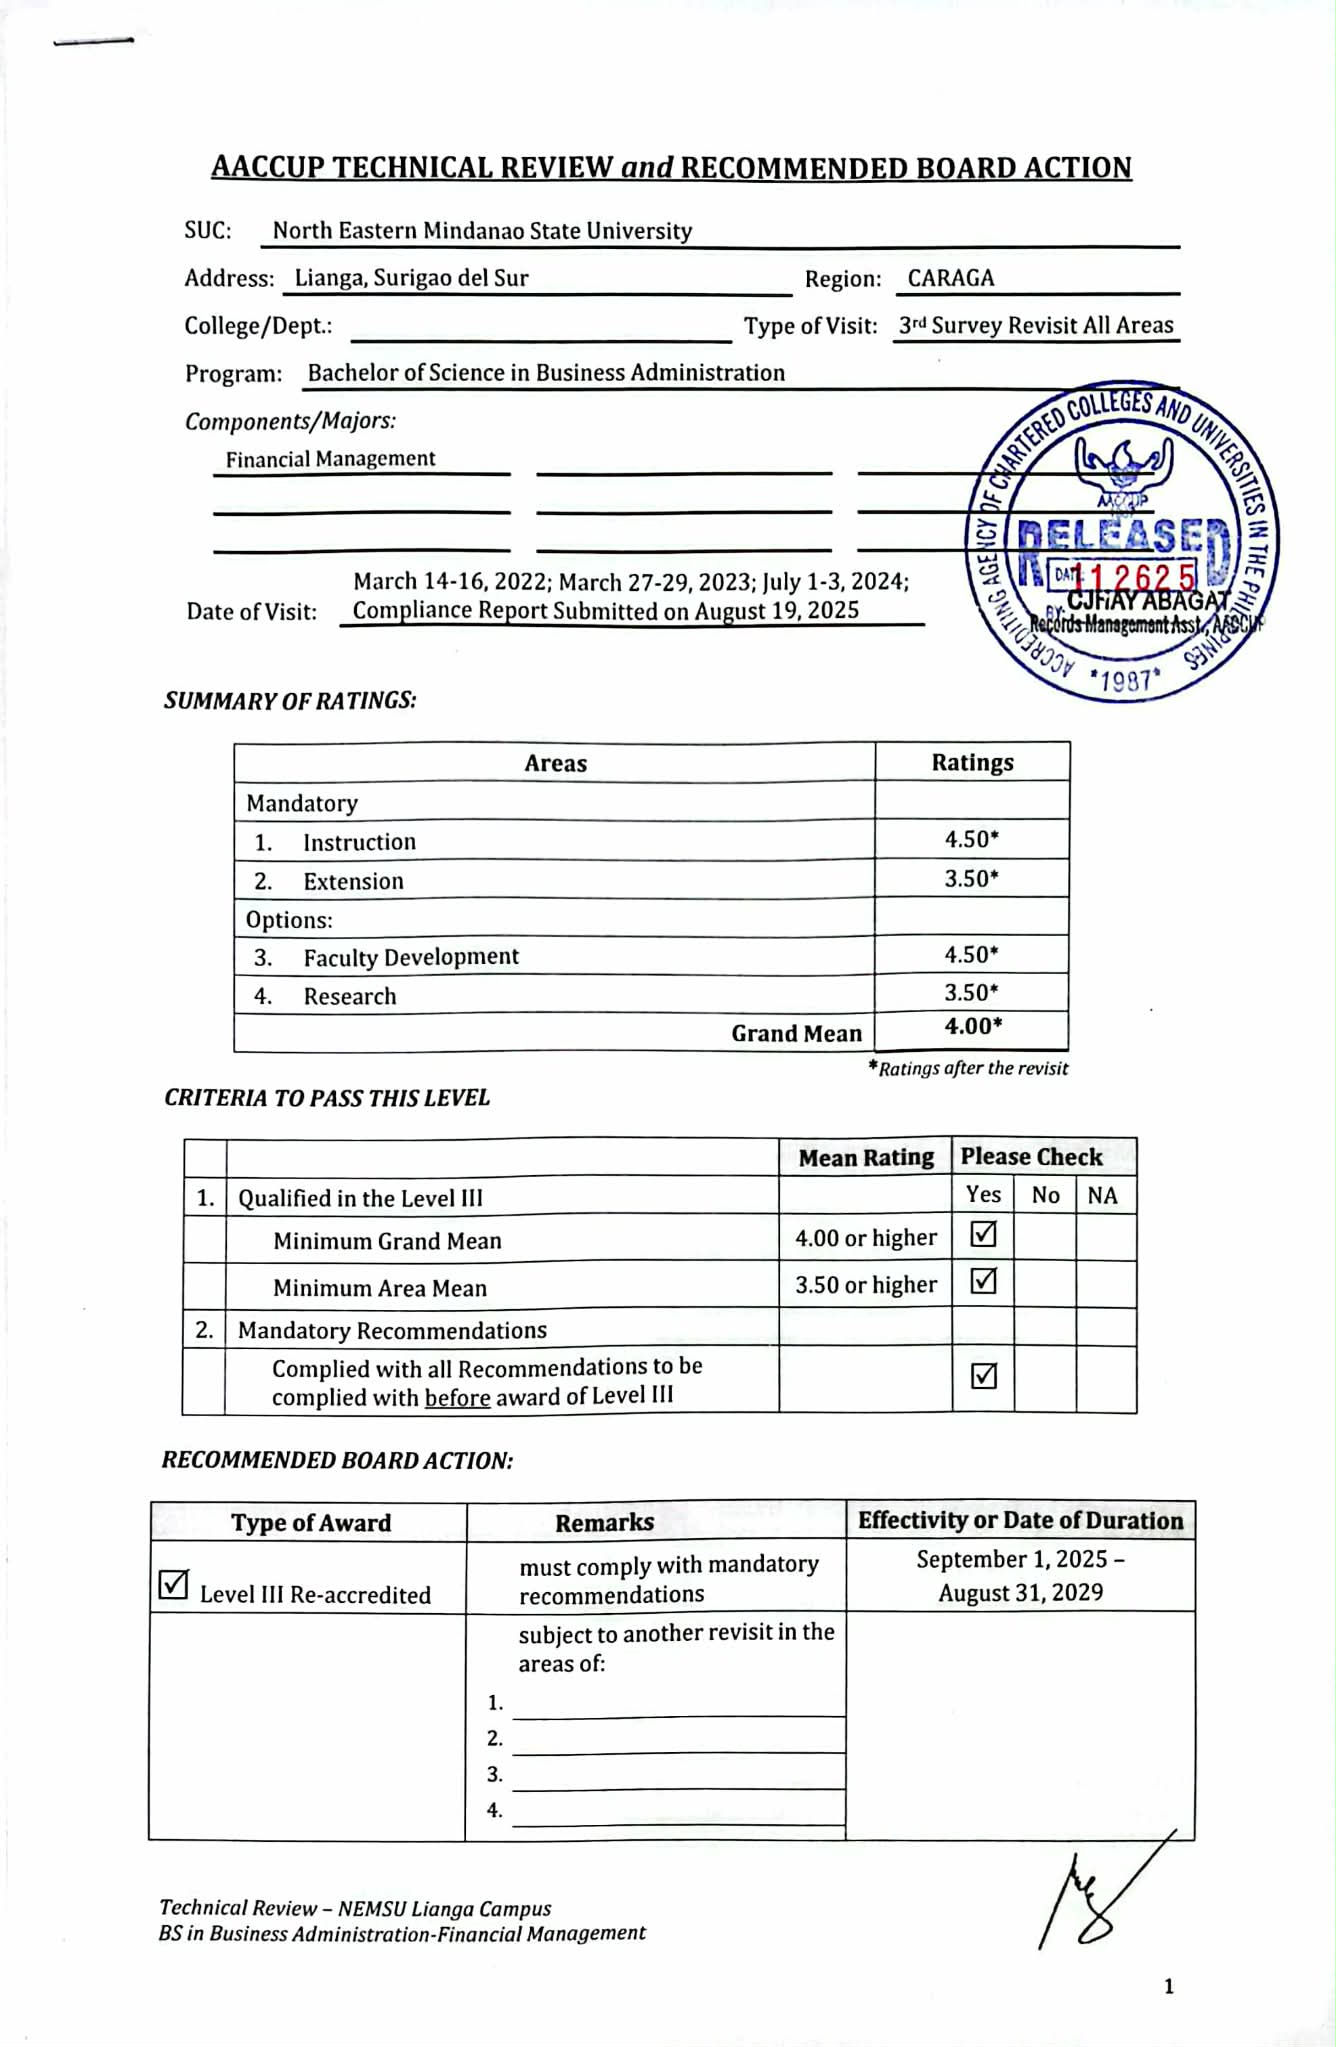 AACCUP TECHNICAL REVIEW and RECOMMENDED BOARD ACTION
SUC: North Eastern Mindanao State University
Address: Lianga, Surigao del Sur Region: CARAGA
College/Dept.: Type of Visit: 3rd Survey Revisit All Areas
Program: Bachelor of Science in Business Administration
Components/Majors:
Financial Management
ACCREDITING AGENCY OF CHARTERED COLLEGES AND UNIVERSITIES IN THE PHILIPPINES
AACCUP
RELEASED
DATE 112625
BY: CJHAY ABAGAT
Records Management Asst., AACCUP
*1987*
March 14-16, 2022; March 27-29, 2023; July 1-3, 2024;
Date of Visit: Compliance Report Submitted on August 19, 2025
SUMMARY OF RATINGS:
Areas Ratings
Mandatory
1. Instruction 4.50*
2. Extension 3.50*
Options:
3. Faculty Development 4.50*
4. Research 3.50*
Grand Mean 4.00*
*Ratings after the revisit
CRITERIA TO PASS THIS LEVEL
Mean Rating Please Check
1. Qualified in the Level III Yes No NA
Minimum Grand Mean 4.00 or higher ☑
Minimum Area Mean 3.50 or higher ☑
2. Mandatory Recommendations
Complied with all Recommendations to be
complied with before award of Level III ☑
RECOMMENDED BOARD ACTION:
Type of Award Remarks Effectivity or Date of Duration
☑ Level III Re-accredited must comply with mandatory recommendations September 1, 2025 – August 31, 2029
subject to another revisit in the
areas of:
1.
2.
3.
4.
Technical Review – NEMSU Lianga Campus
BS in Business Administration-Financial Management
1